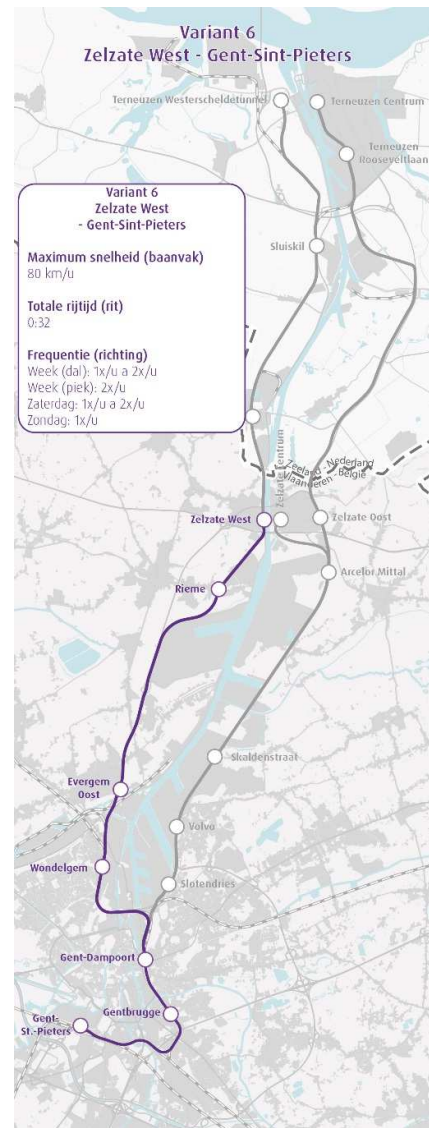 Variant 6
Zelzate West - Gent-Sint-Pieters
Terneuzen Westerscheldetunnel
Terneuzen Centrum
Terneuzen
Rooseveltlaan
Variant 6
Zelzate West
- Gent-Sint-Pieters
Maximum snelheid (baanvak)
80 km/u
Totale rijtijd (rit)
0:32
Frequentie (richting)
Week (dal): 1x/u a 2x/u
Week (piek): 2x/u
Zaterdag: 1x/u a 2x/u
Zondag: 1x/u
Sluiskil
Zeeland - Nederland
Vlaanderen - België
Zelzate Centrum
Zelzate West
Zelzate Oost
Arcelor Mittal
Rieme
Skaldenstraat
Evergem
Oost
Volvo
Wondelgem
Slotendries
Gent-Dampoort
Gentbrugge
Gent-
St.-Pieters